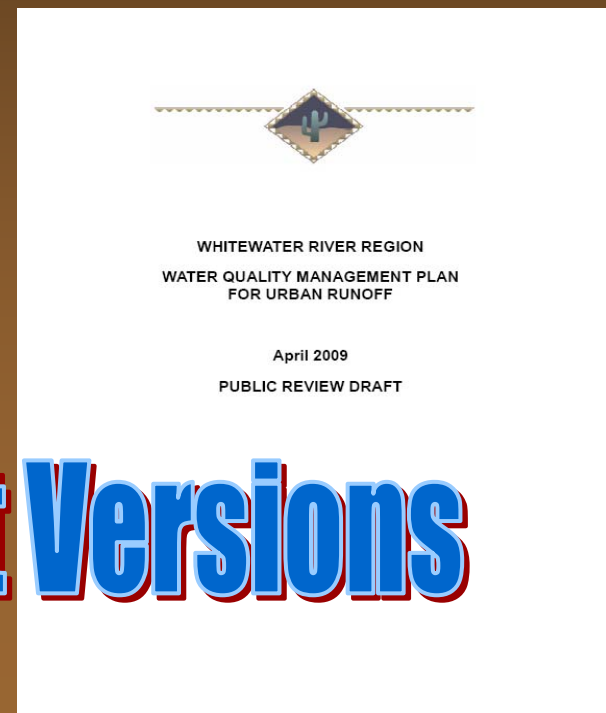 WHITEWATER RIVER REGION
WATER QUALITY MANAGEMENT PLAN
FOR URBAN RUNOFF
April 2009
PUBLIC REVIEW DRAFT
Versions